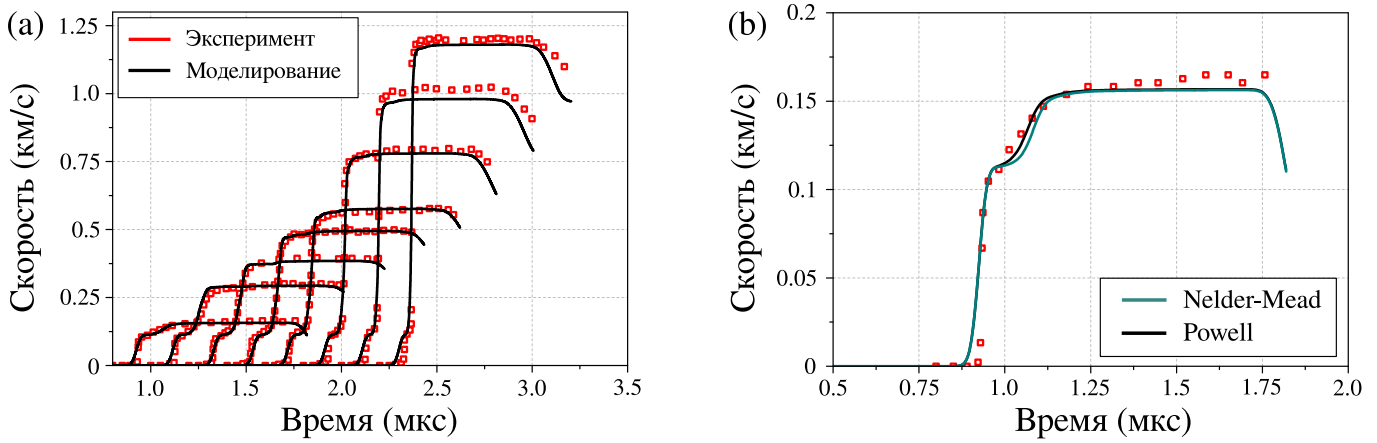 (a)
Эксперимент
Моделирование
Скорость (км/с)
1.25
1.0
0.75
0.5
0.25
0
1.0 1.5 2.0 2.5 3.0 3.5
Время (мкс)
(b)
Скорость (км/с)
0.2
0.15
0.1
0.05
0
Nelder-Mead
Powell
0.5 0.75 1.0 1.25 1.5 1.75 2.0
Время (мкс)